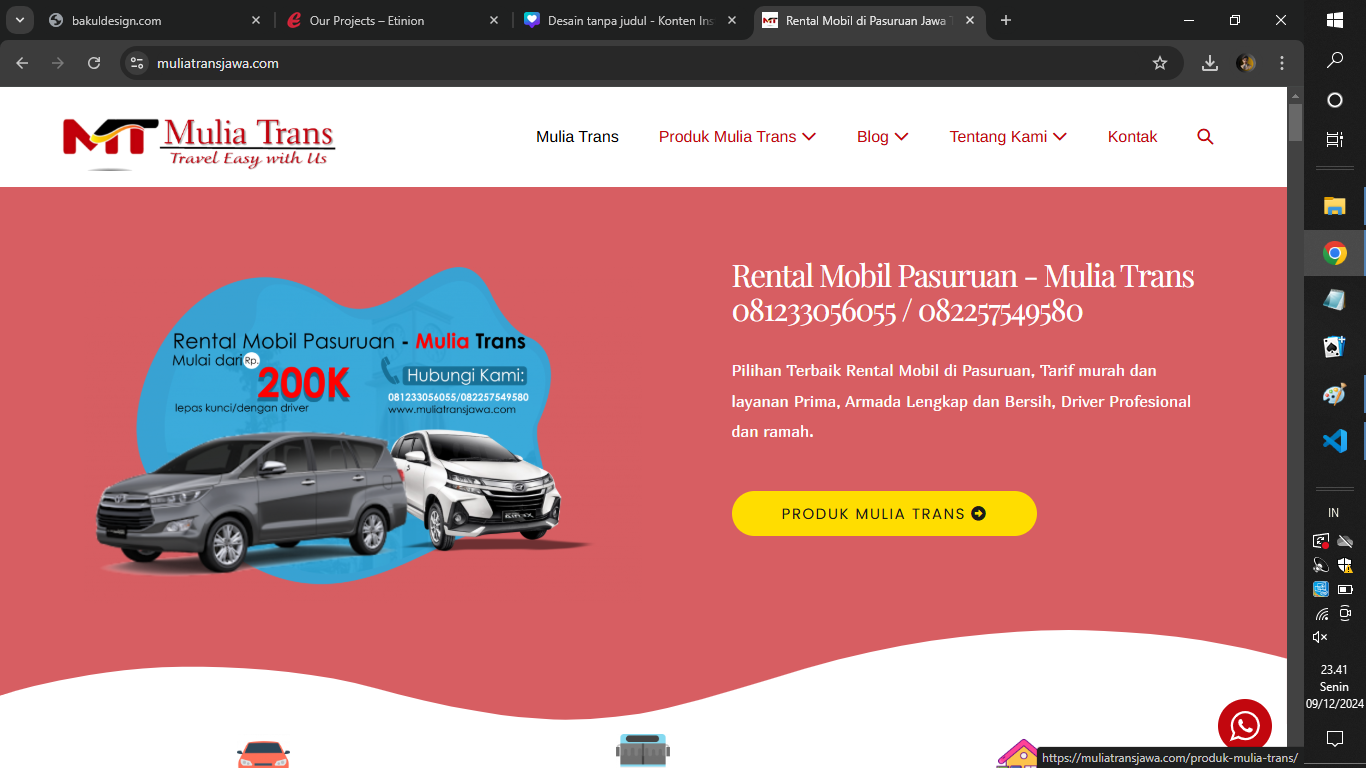 bakuldesign.com
Our Projects – Etinion
Desain tanpa judul - Konten Ins
Rental Mobil di Pasuruan Jawa T
muliatransjawa.com
MT Mulia Trans
Travel Easy with Us
Mulia Trans
Produk Mulia Trans
Blog
Tentang Kami
Kontak
Rental Mobil Pasuruan - Mulia Trans
Mulai dari Rp.
200K
lepas kunci/dengan driver
Hubungi Kami:
081233056055/082257549580
www.muliatransjawa.com
Rental Mobil Pasuruan - Mulia Trans
081233056055 / 082257549580
Pilihan Terbaik Rental Mobil di Pasuruan, Tarif murah dan
layanan Prima, Armada Lengkap dan Bersih, Driver Profesional
dan ramah.
PRODUK MULIA TRANS
https://muliatransjawa.com/produk-mulia-trans/
IN
23.41
Senin
09/12/2024